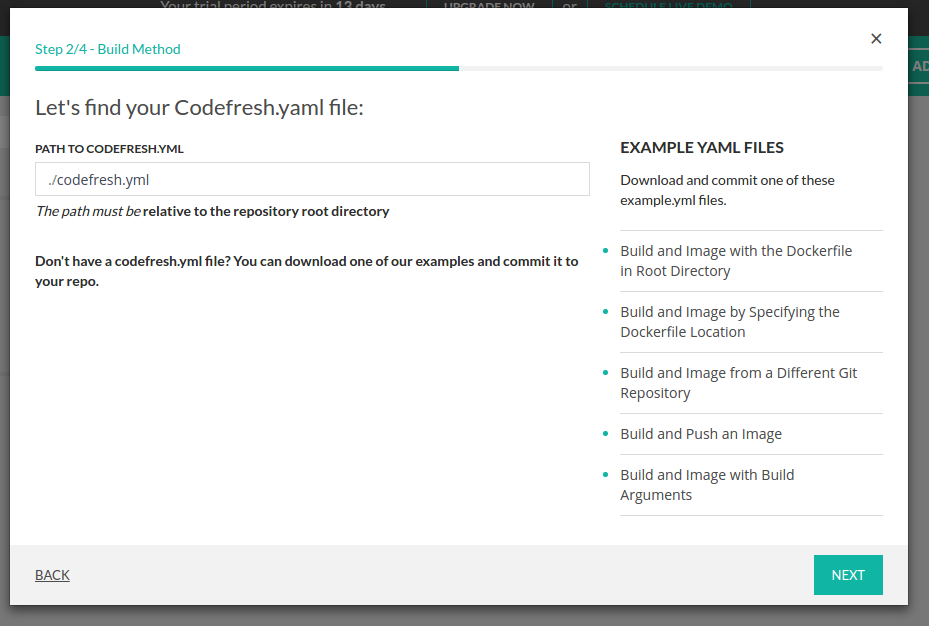 Your trial period expires in 13 days
UPGRADE NOW
or
SCHEDULE LIVE DEMO
Step 2/4 - Build Method
×
AD
Let's find your Codefresh.yaml file:
PATH TO CODEFRESH.YML
./codefresh.yml
The path must be relative to the repository root directory
Don't have a codefresh.yml file? You can download one of our examples and commit it to
your repo.
EXAMPLE YAML FILES
Download and commit one of these
example.yml files.
Build and Image with the Dockerfile
in Root Directory
Build and Image by Specifying the
Dockerfile Location
Build and Image from a Different Git
Repository
Build and Push an Image
Build and Image with Build
Arguments
BACK
NEXT